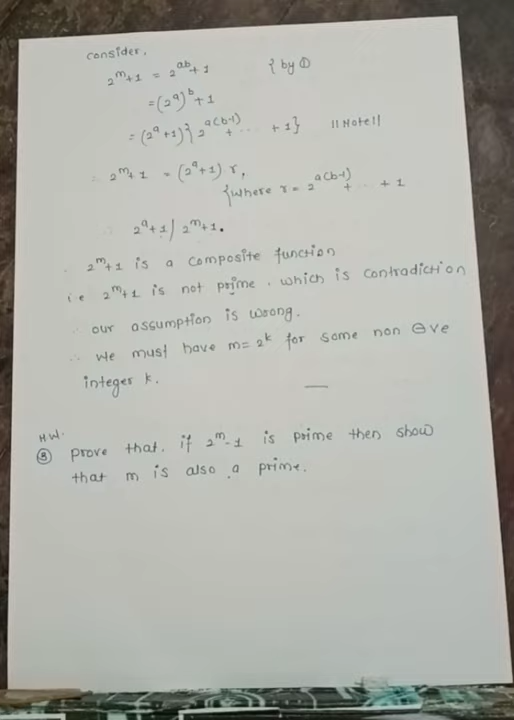 consider,
2^m+1 = 2^ab+1 { by ①
=(2^a)^b+1
= (2^a+1){2^a(b-1)+ ... +1} || Note ||
∴ 2^m+1 = (2^a+1) r, {where r = 2^a(b-1)+ ... +1
∴ 2^a+1 / 2^m+1.
∴ 2^m+1 is a composite function
i.e 2^m+1 is not prime. which is contradiction
∴ our assumption is wrong.
∴ We must have m= 2^k for some non ⊖ve
integer k.
H.W.
③ prove that, if 2^m-1 is prime then show
that m is also a prime.